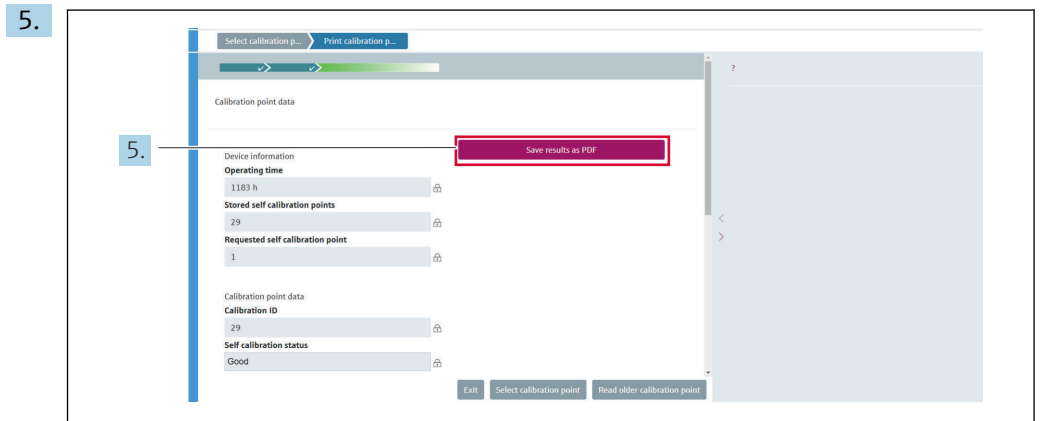 5.
Select calibration p... Print calibration p...
?
Calibration point data
5.
Save results as PDF
Device information
Operating time
1183 h
Stored self calibration points
29
Requested self calibration point
1
Calibration point data
Calibration ID
29
Self calibration status
Good
Exit Select calibration point Read older calibration point